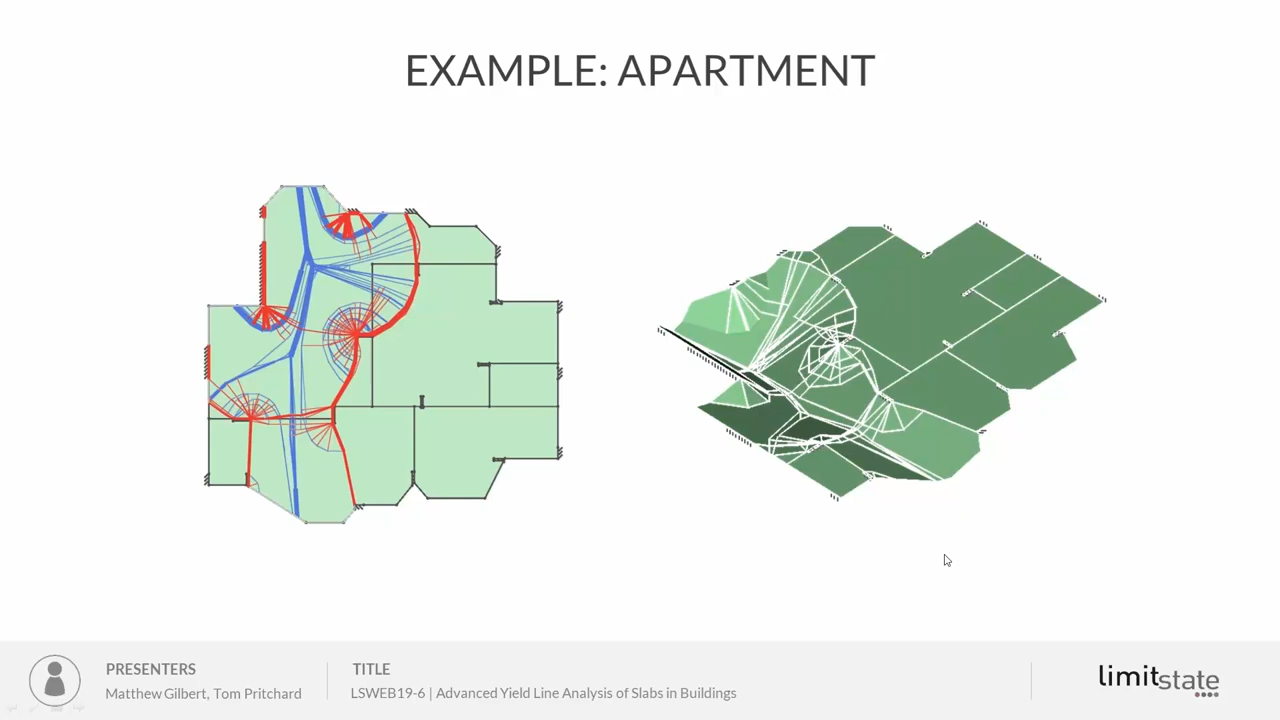 EXAMPLE: APARTMENT
PRESENTERS
Matthew Gilbert, Tom Pritchard
TITLE
LSWEB19-6 | Advanced Yield Line Analysis of Slabs in Buildings
limitstate